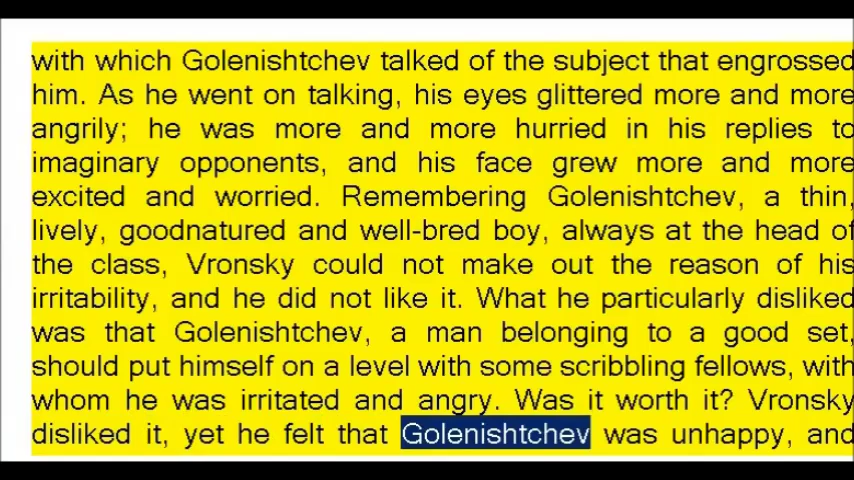 with which Golenishtchev talked of the subject that engrossed
him. As he went on talking, his eyes glittered more and more
angrily; he was more and more hurried in his replies to
imaginary opponents, and his face grew more and more
excited and worried. Remembering Golenishtchev, a thin,
lively, goodnatured and well-bred boy, always at the head of
the class, Vronsky could not make out the reason of his
irritability, and he did not like it. What he particularly disliked
was that Golenishtchev, a man belonging to a good set,
should put himself on a level with some scribbling fellows, with
whom he was irritated and angry. Was it worth it? Vronsky
disliked it, yet he felt that Golenishtchev was unhappy, and